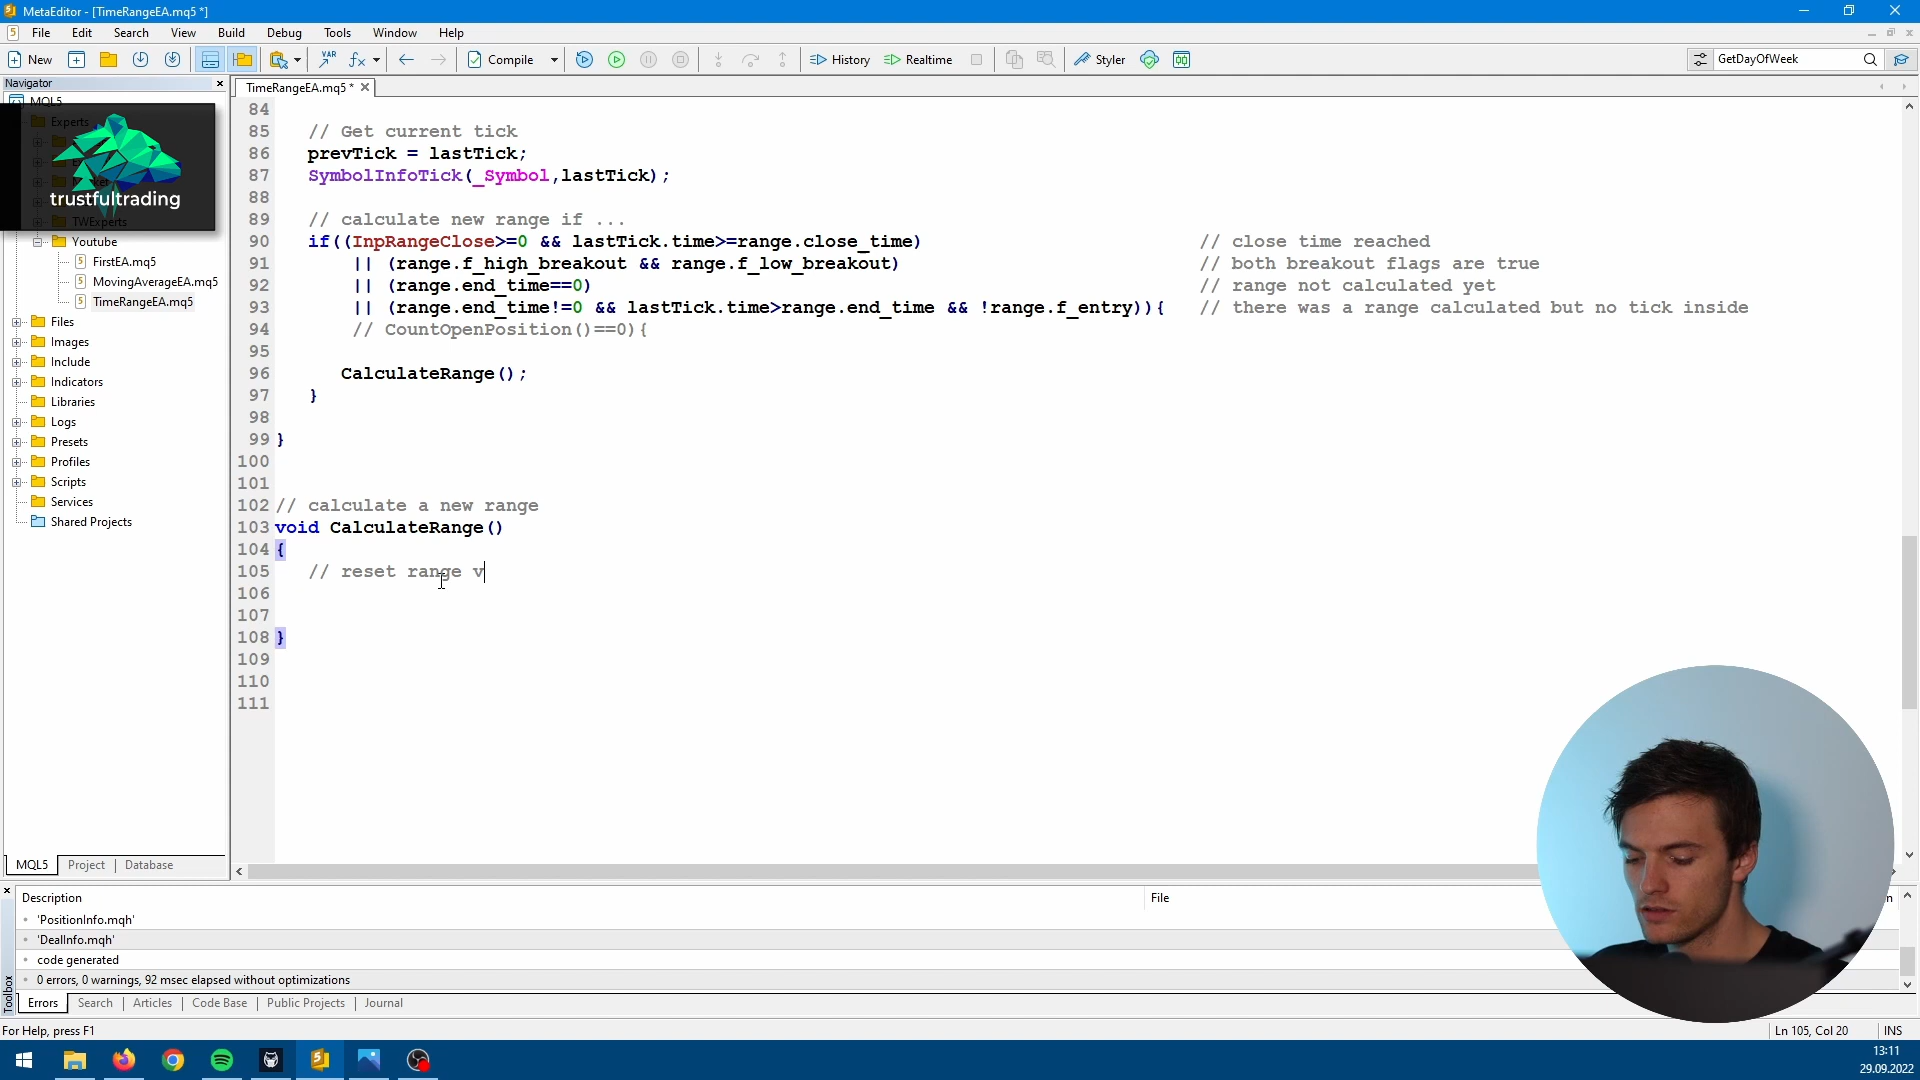 MetaEditor - [TimeRangeEA.mq5 *]
File Edit Search View Build Debug Tools Window Help
New Compile History Realtime Styler GetDayOfWeek
Navigator
MQL5
Experts
trustfultrading
TWExperts
Youtube
FirstEA.mq5
MovingAverageEA.mq5
TimeRangeEA.mq5
Files
Images
Include
Indicators
Libraries
Logs
Presets
Profiles
Scripts
Services
Shared Projects
MQL5 Project Database
TimeRangeEA.mq5 *
84
85 // Get current tick
86 prevTick = lastTick;
87 SymbolInfoTick(_Symbol,lastTick);
88
89 // calculate new range if ...
90 if((InpRangeClose>=0 && lastTick.time>=range.close_time) // close time reached
91 || (range.f_high_breakout && range.f_low_breakout) // both breakout flags are true
92 || (range.end_time==0) // range not calculated yet
93 || (range.end_time!=0 && lastTick.time>range.end_time && !range.f_entry)){ // there was a range calculated but no tick inside
94 // CountOpenPosition()==0){
95
96 CalculateRange();
97 }
98
99 }
100
101
102 // calculate a new range
103 void CalculateRange()
104 {
105 // reset range v
106
107
108 }
109
110
111
Description File
'PositionInfo.mqh'
'DealInfo.mqh'
code generated
0 errors, 0 warnings, 92 msec elapsed without optimizations
Toolbox
Errors Search Articles Code Base Public Projects Journal
For Help, press F1 Ln 105, Col 20 INS
13:11
29.09.2022